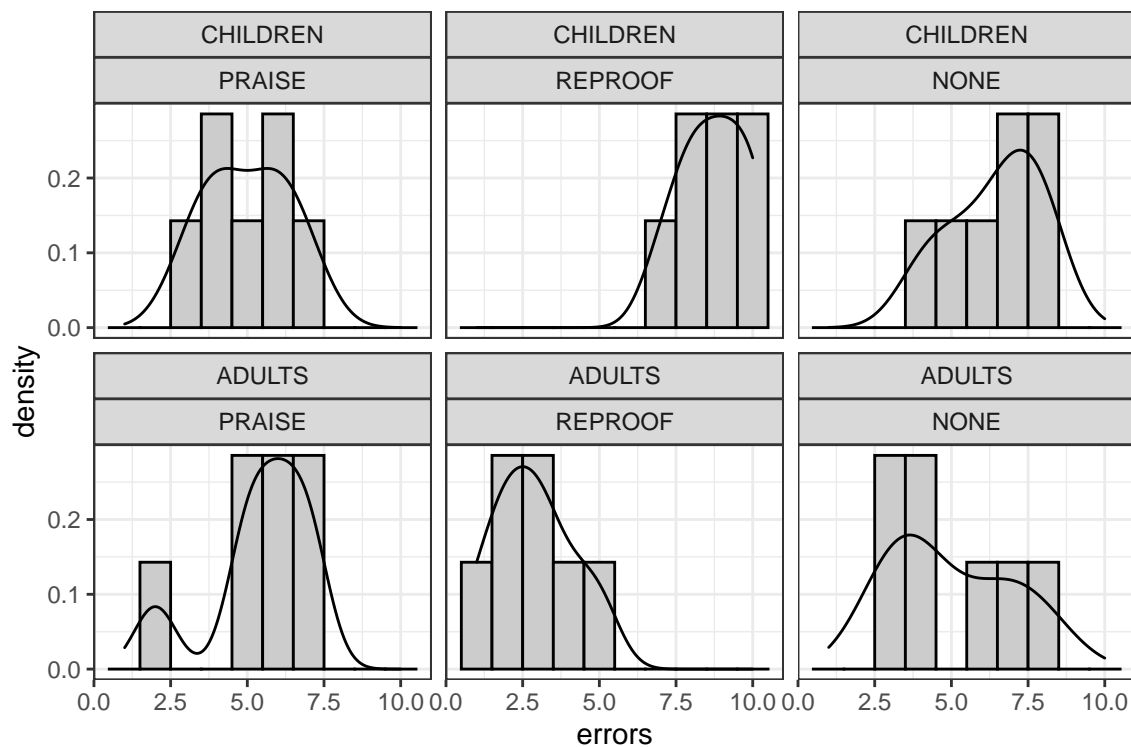 CHILDREN CHILDREN CHILDREN
PRAISE REPROOF NONE
0.2
0.1
0.0
ADULTS ADULTS ADULTS
PRAISE REPROOF NONE
0.2
0.1
0.0
0.0 2.5 5.0 7.5 10.0 0.0 2.5 5.0 7.5 10.0 0.0 2.5 5.0 7.5 10.0
errors
density